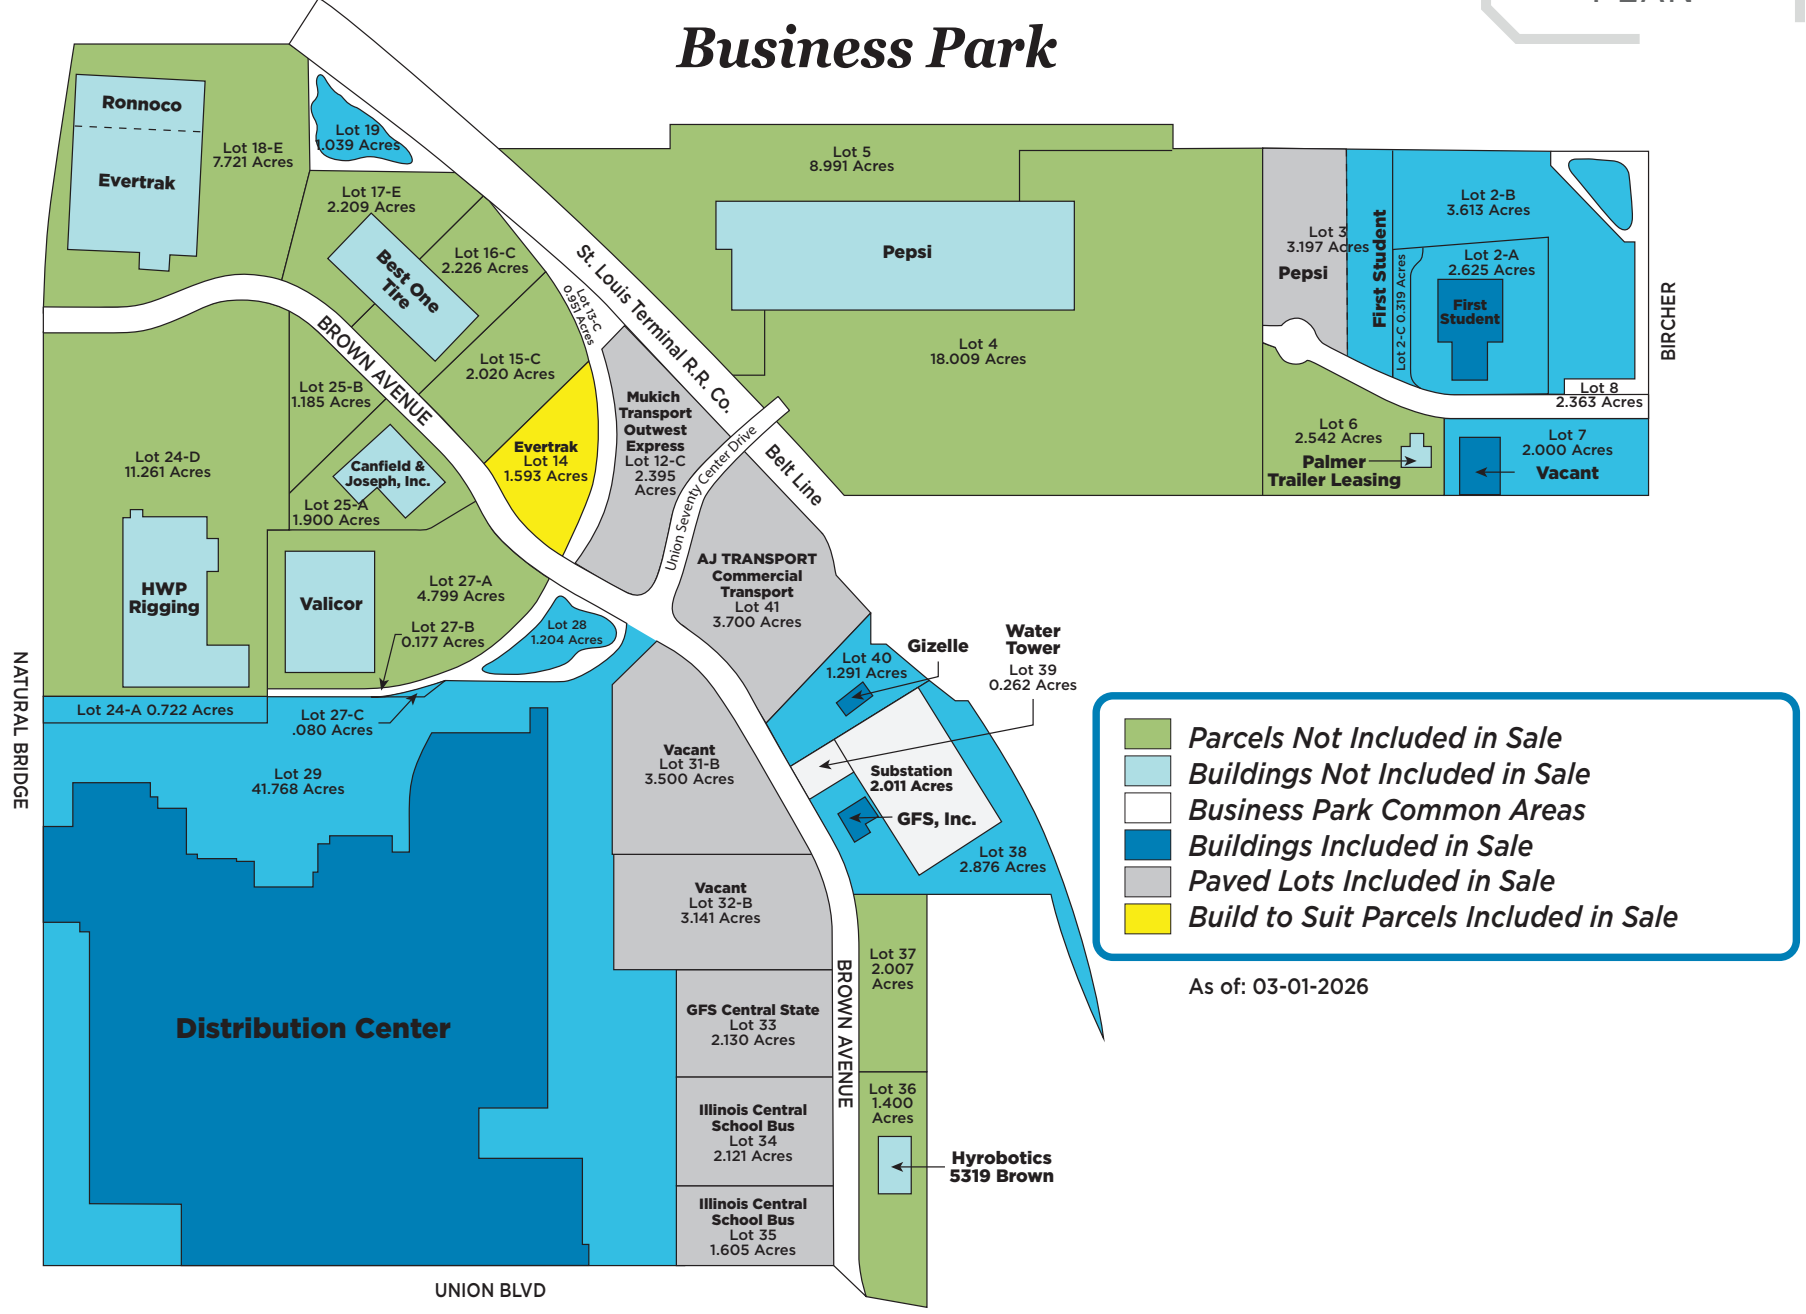 Business Park
Ronnoco
Evertrak
Lot 18-E
7.721 Acres
Lot 19
1.039 Acres
Lot 17-E
2.209 Acres
Best One
Tire
Lot 16-C
2.226 Acres
Lot 13-C
0.951 Acres
Lot 15-C
2.020 Acres
St. Louis Terminal R.R. Co.
Belt Line
Lot 5
8.991 Acres
Pepsi
Lot 4
18.009 Acres
Lot 3
3.197 Acres
Pepsi
First Student
Lot 2-B
3.613 Acres
Lot 2-A
2.625 Acres
Lot 2-C 0.319 Acres
First
Student
BIRCHER
Lot 8
2.363 Acres
Lot 6
2.542 Acres
Palmer
Trailer Leasing
Lot 7
2.000 Acres
Vacant
BROWN AVENUE
Lot 25-B
1.185 Acres
Lot 24-D
11.261 Acres
Canfield &
Joseph, Inc.
Lot 25-A
1.900 Acres
Evertrak
Lot 14
1.593 Acres
Mukich
Transport
Outwest
Express
Lot 12-C
2.395
Acres
Union Seventy Center Drive
AJ TRANSPORT
Commercial
Transport
Lot 41
3.700 Acres
HWP
Rigging
Valicor
Lot 27-A
4.799 Acres
Lot 27-B
0.177 Acres
Lot 28
1.204 Acres
Lot 40
1.291 Acres
Gizelle
Water
Tower
Lot 39
0.262 Acres
NATURAL BRIDGE
Lot 24-A 0.722 Acres
Lot 27-C
.080 Acres
Lot 29
41.768 Acres
Vacant
Lot 31-B
3.500 Acres
Substation
2.011 Acres
GFS, Inc.
Lot 38
2.876 Acres
Vacant
Lot 32-B
3.141 Acres
Distribution Center
GFS Central State
Lot 33
2.130 Acres
BROWN AVENUE
Lot 37
2.007
Acres
Illinois Central
School Bus
Lot 34
2.121 Acres
Lot 36
1.400
Acres
Hyrobotics
5319 Brown
Illinois Central
School Bus
Lot 35
1.605 Acres
UNION BLVD
Parcels Not Included in Sale
Buildings Not Included in Sale
Business Park Common Areas
Buildings Included in Sale
Paved Lots Included in Sale
Build to Suit Parcels Included in Sale
As of: 03-01-2026